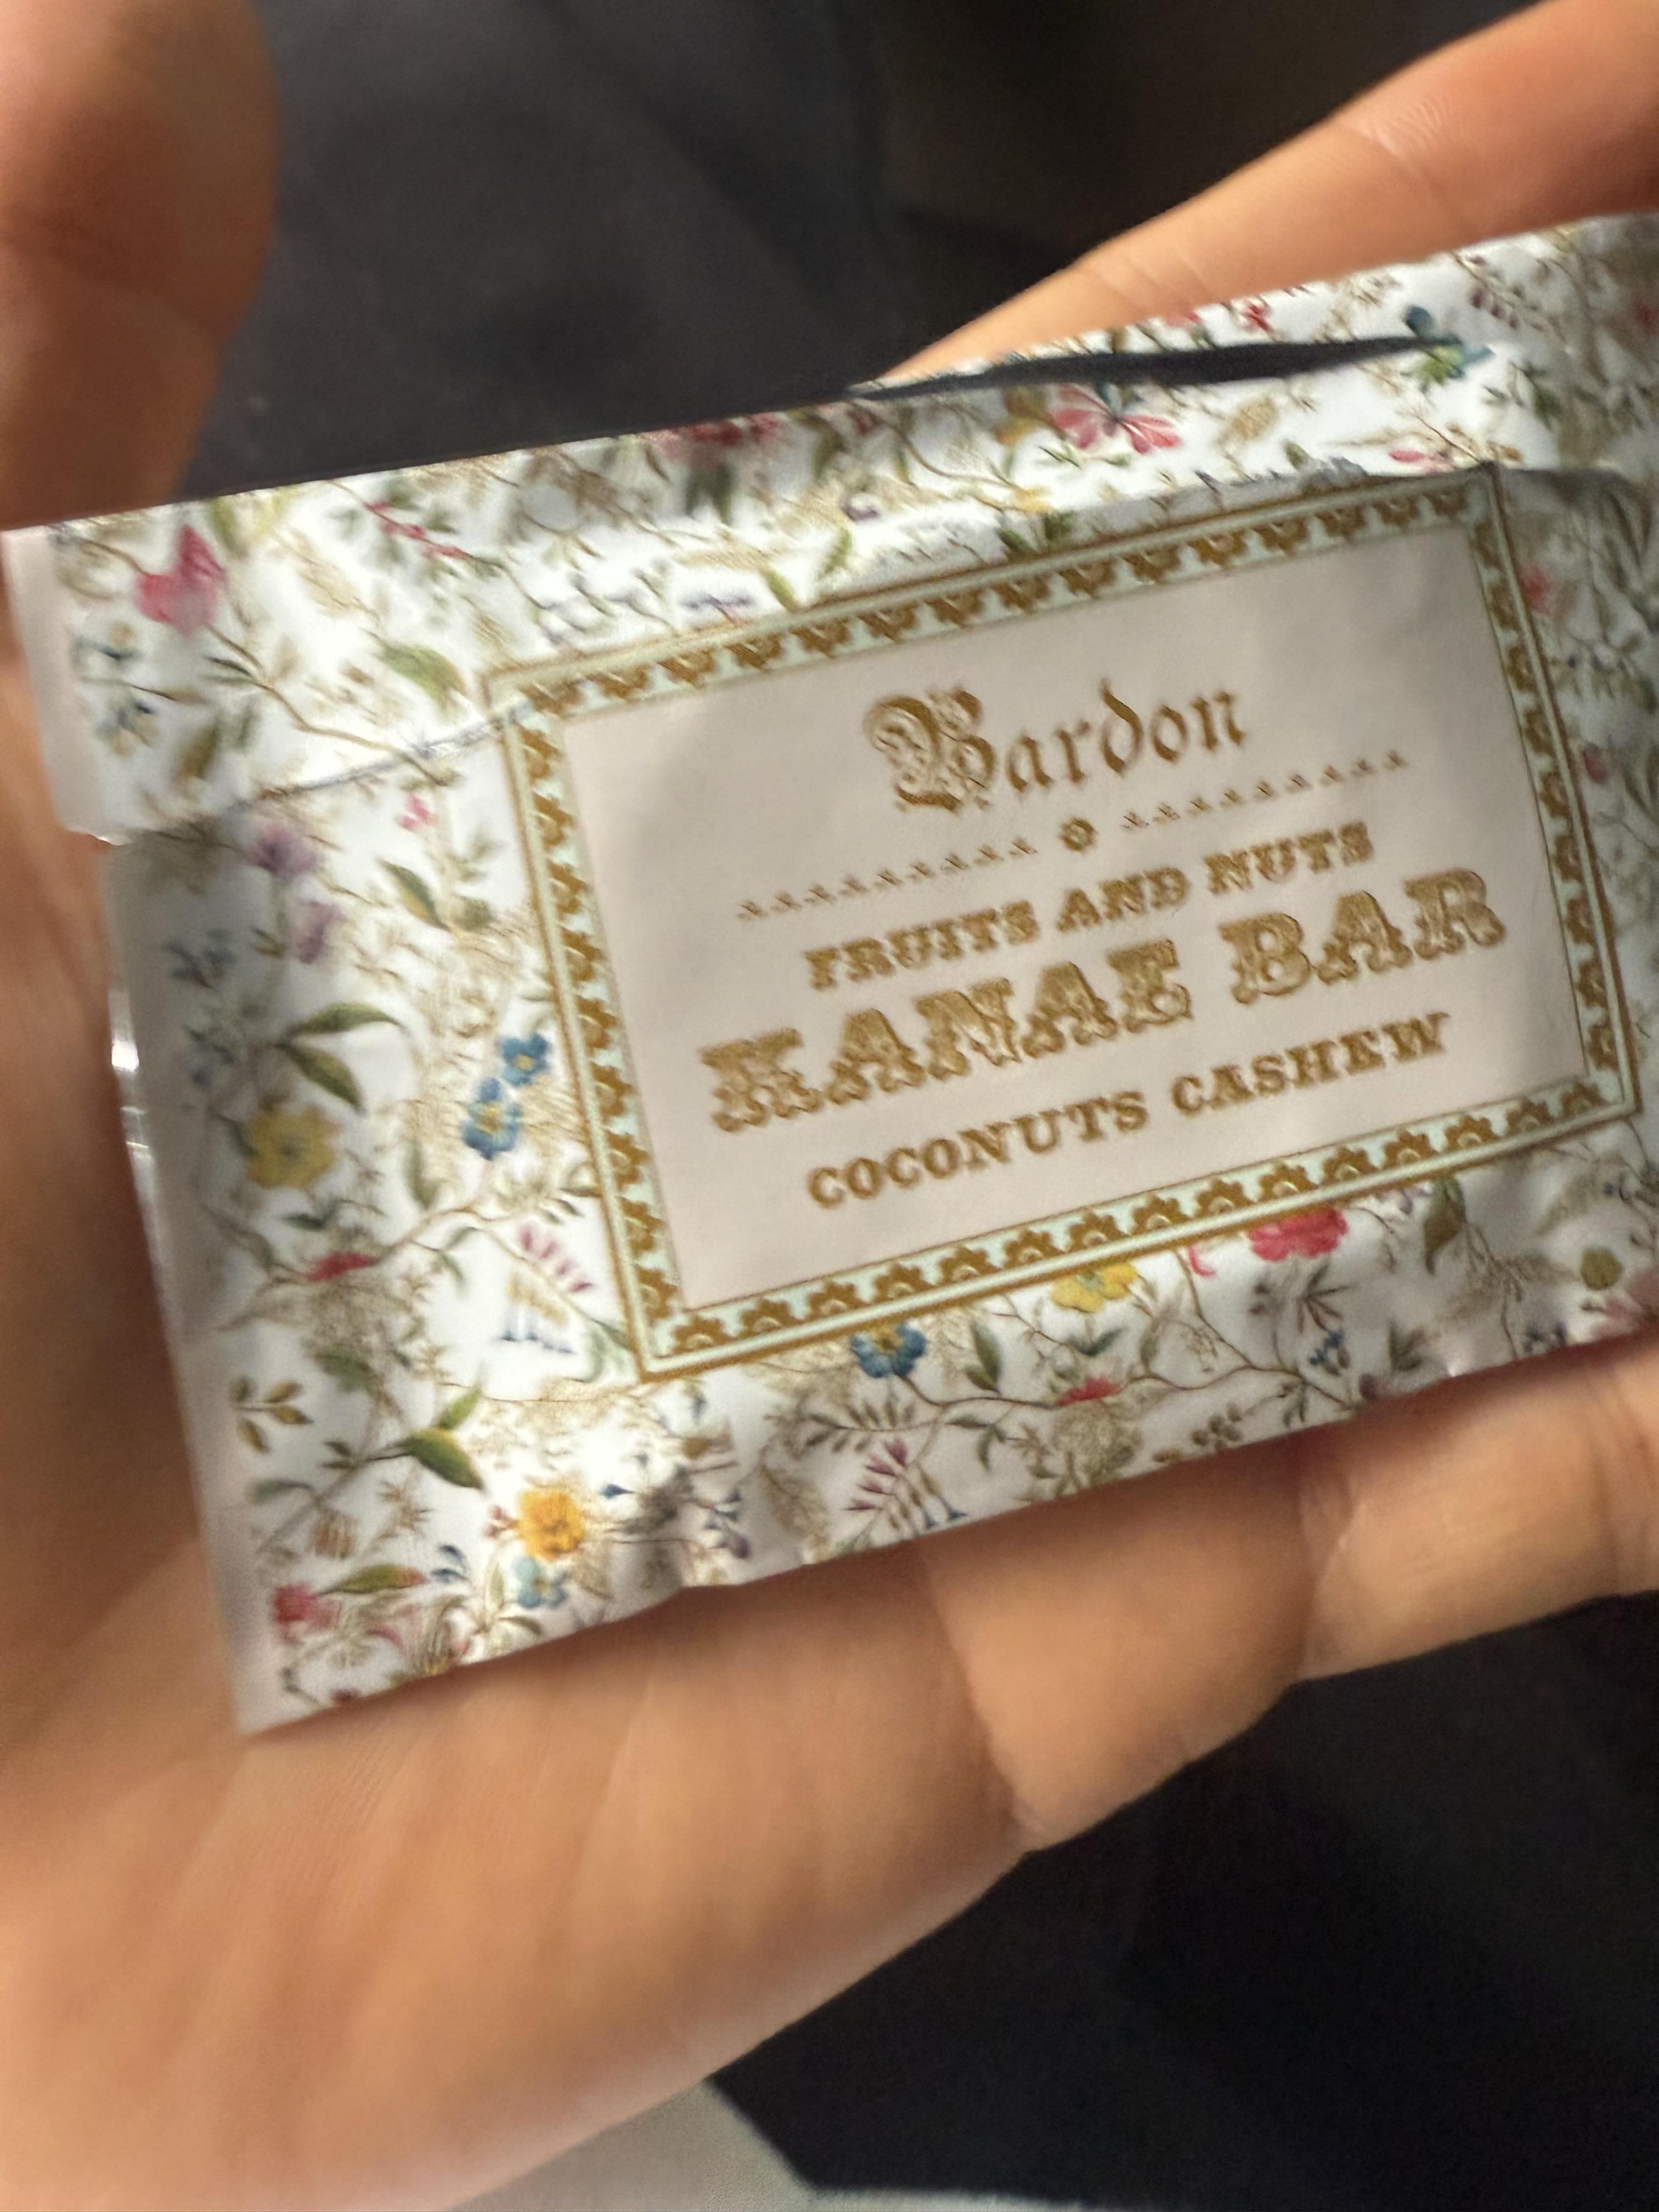 Bardon
FRUITS AND NUTS
KANAE BAR
COCONUTS CASHEW